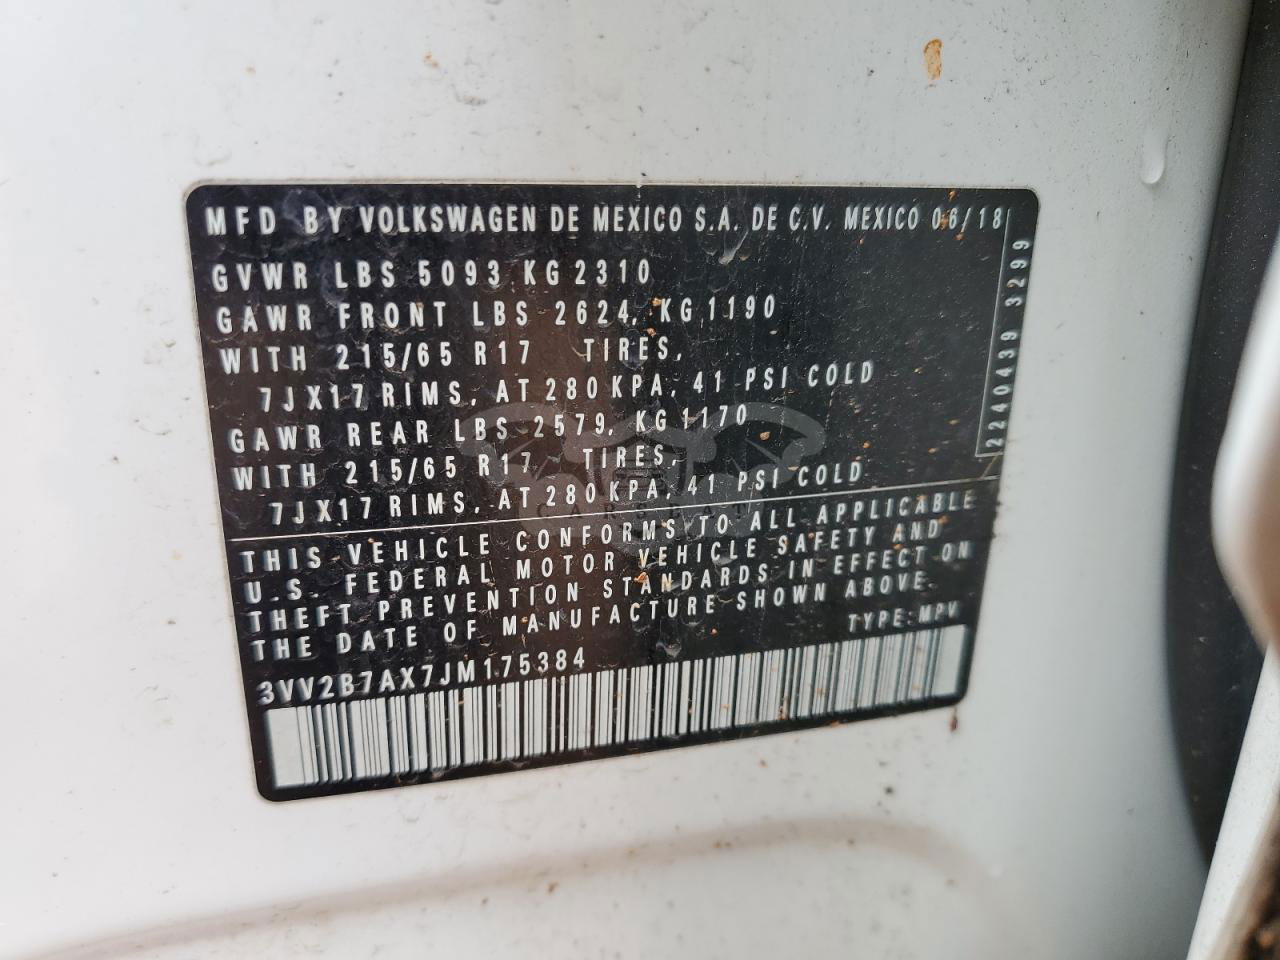 MFD BY VOLKSWAGEN DE MEXICO S.A. DE C.V. MEXICO 06/18
GVWR LBS 5093 KG 2310
GAWR FRONT LBS 2624, KG 1190
WITH 215/65 R17 TIRES,
7JX17 RIMS, AT 280 KPA, 41 PSI COLD
GAWR REAR LBS 2579, KG 1170
WITH 215/65 R17 TIRES,
7JX17 RIMS, AT 280 KPA, 41 PSI COLD
THIS VEHICLE CONFORMS TO ALL APPLICABLE
U.S. FEDERAL MOTOR VEHICLE SAFETY AND
THEFT PREVENTION STANDARDS IN EFFECT ON
THE DATE OF MANUFACTURE SHOWN ABOVE.
3VV2B7AX7JM175384
TYPE: MPV
2240439 3299